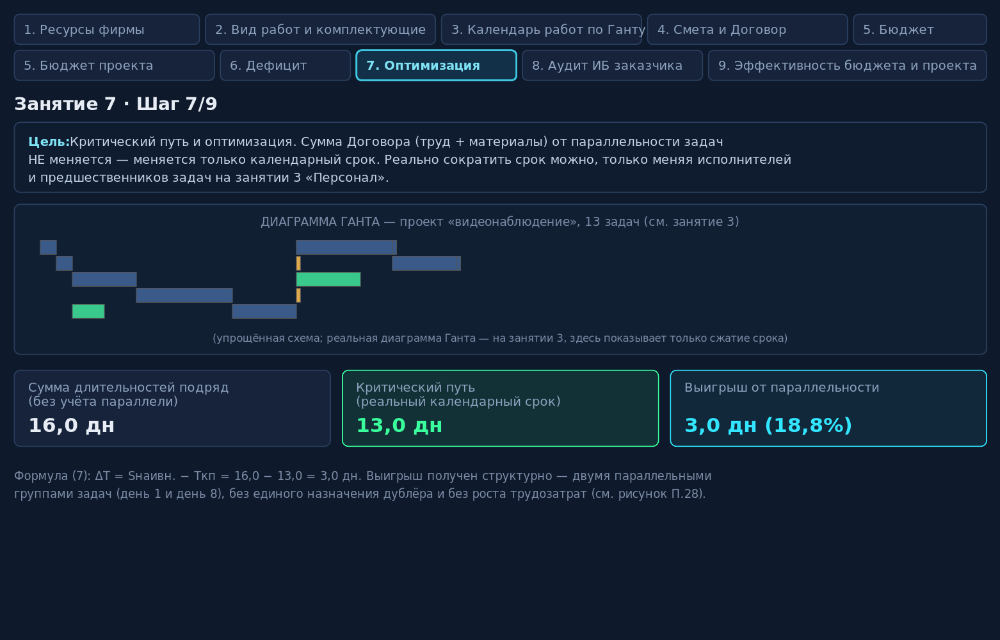 1. Ресурсы фирмы
2. Вид работ и комплектующие
3. Календарь работ по Ганту
4. Смета и Договор
5. Бюджет
5. Бюджет проекта
6. Дефицит
7. Оптимизация
8. Аудит ИБ заказчика
9. Эффективность бюджета и проекта
Занятие 7 · Шаг 7/9
Цель:Критический путь и оптимизация. Сумма Договора (труд + материалы) от параллельности задач
НЕ меняется — меняется только календарный срок. Реально сократить срок можно, только меняя исполнителей
и предшественников задач на занятии 3 «Персонал».
ДИАГРАММА ГАНТА — проект «видеонаблюдение», 13 задач (см. занятие 3)
(упрощённая схема; реальная диаграмма Ганта — на занятии 3, здесь показывает только сжатие срока)
Сумма длительностей подряд
(без учёта параллели)
16,0 дн
Критический путь
(реальный календарный срок)
13,0 дн
Выигрыш от параллельности
3,0 дн (18,8%)
Формула (7): ΔT = Sнаивн. − Tкп = 16,0 − 13,0 = 3,0 дн. Выигрыш получен структурно — двумя параллельными
группами задач (день 1 и день 8), без единого назначения дублёра и без роста трудозатрат (см. рисунок П.28).